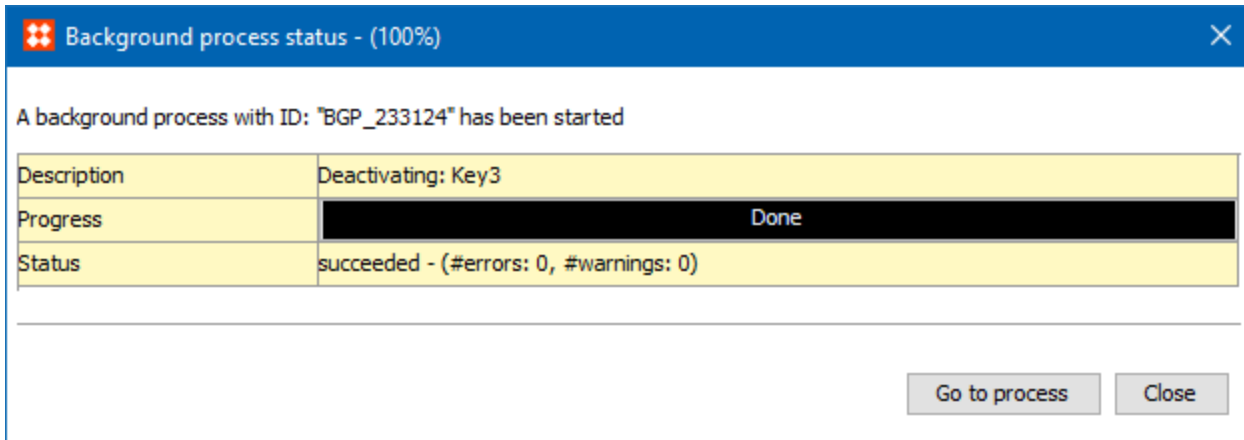 Background process status - (100%)
A background process with ID: "BGP_233124" has been started
Description Deactivating: Key3
Progress Done
Status succeeded - (#errors: 0, #warnings: 0)
Go to process Close